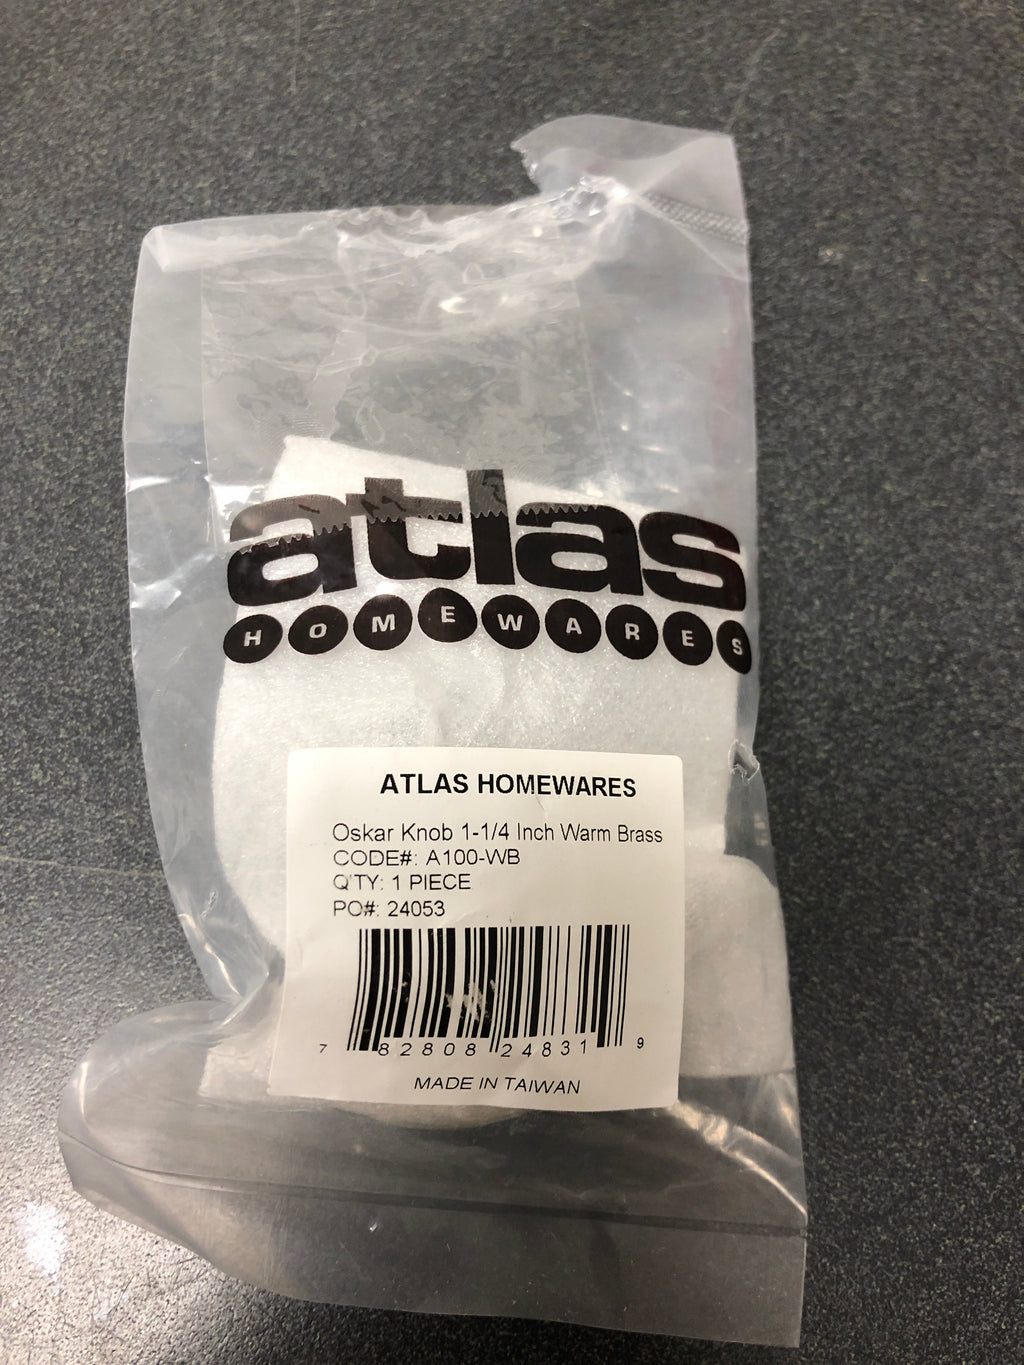 atlas
HOMEWARES
ATLAS HOMEWARES
Oskar Knob 1-1/4 Inch Warm Brass
CODE#: A100-WB
Q'TY: 1 PIECE
PO#: 24053
7 82808 24831 9
MADE IN TAIWAN